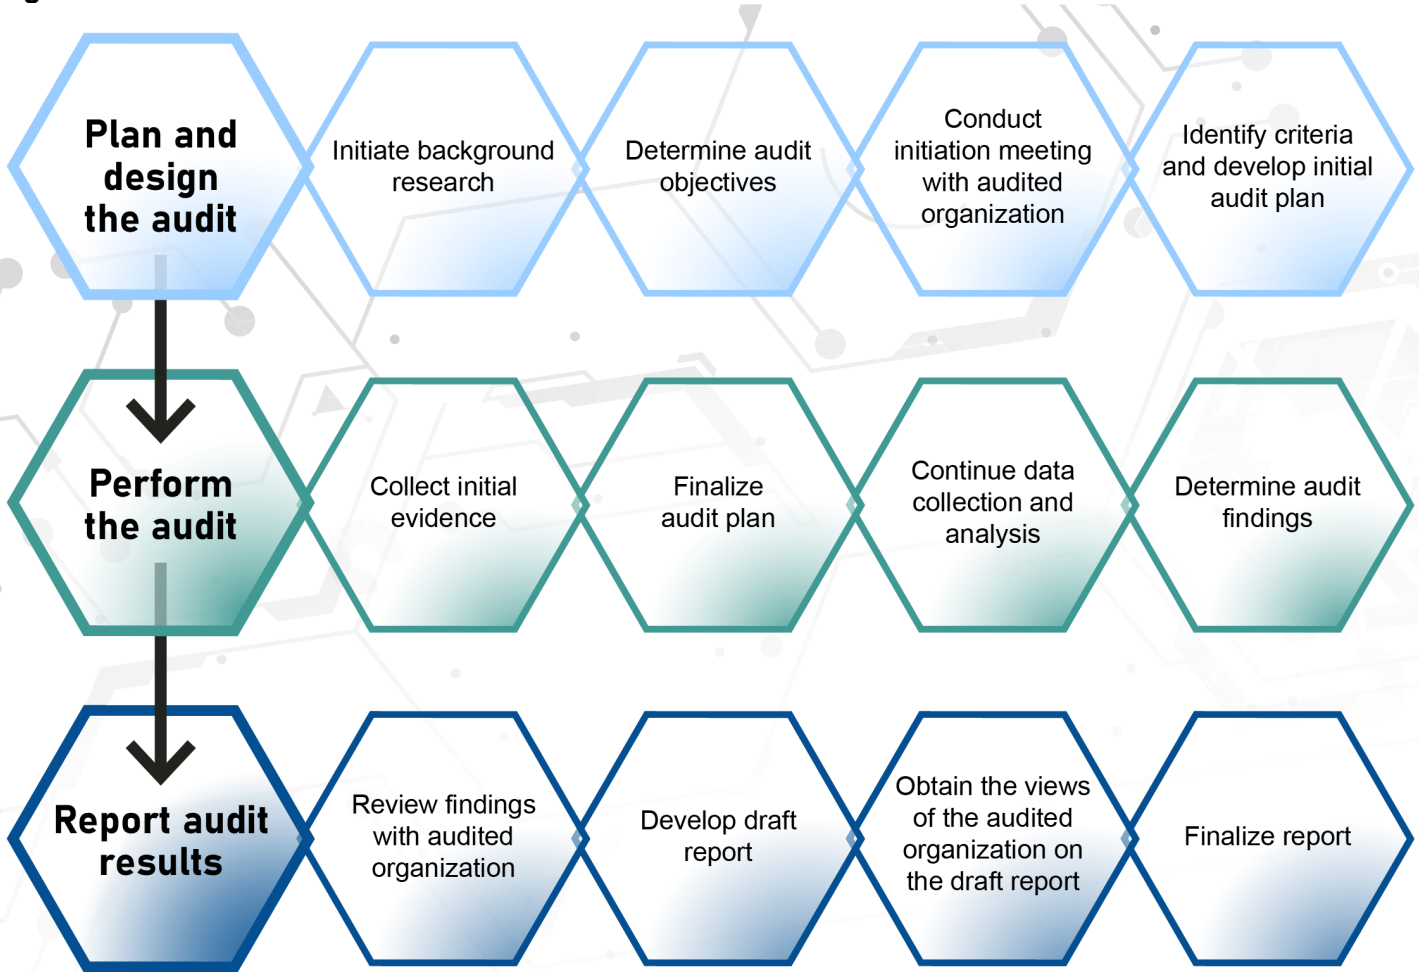 Plan and
design
the audit
Initiate background
research
Determine audit
objectives
Conduct
initiation meeting
with audited
organization
Identify criteria
and develop initial
audit plan
Perform
the audit
Collect initial
evidence
Finalize
audit plan
Continue data
collection and
analysis
Determine audit
findings
Report audit
results
Review findings
with audited
organization
Develop draft
report
Obtain the views
of the audited
organization on
the draft report
Finalize report